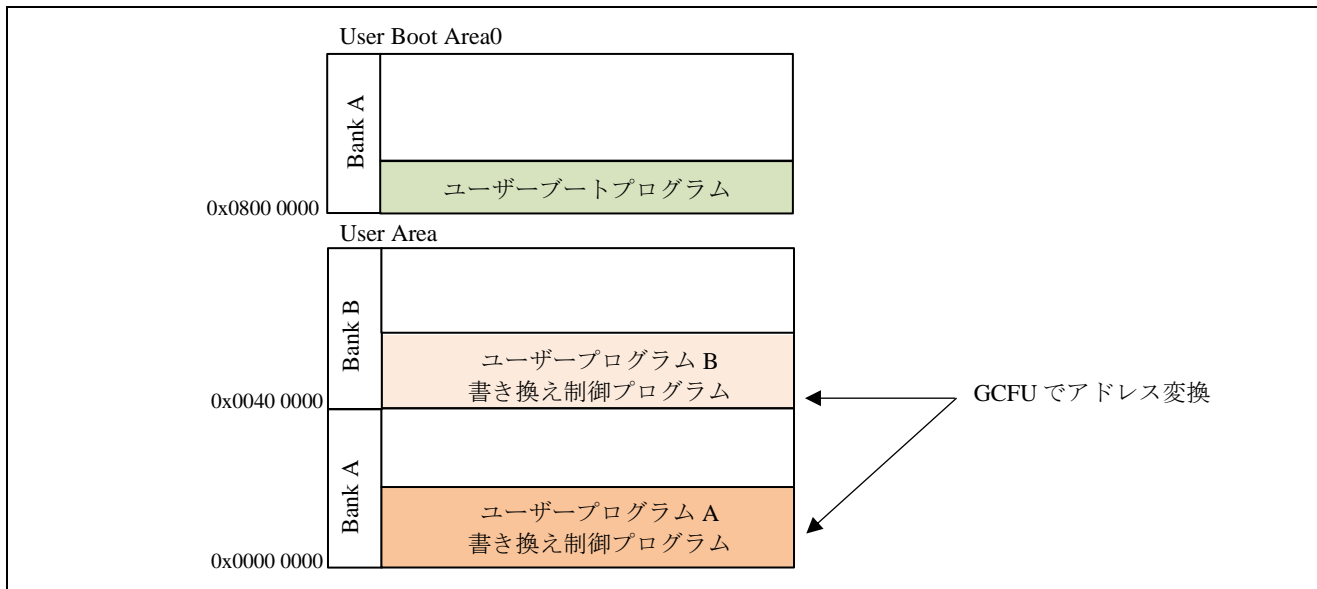 User Boot Area0
Bank A
ユーザーブートプログラム
0x0800 0000
User Area
Bank B
ユーザープログラム B
書き換え制御プログラム
0x0040 0000
GCFU でアドレス変換
Bank A
ユーザープログラム A
書き換え制御プログラム
0x0000 0000